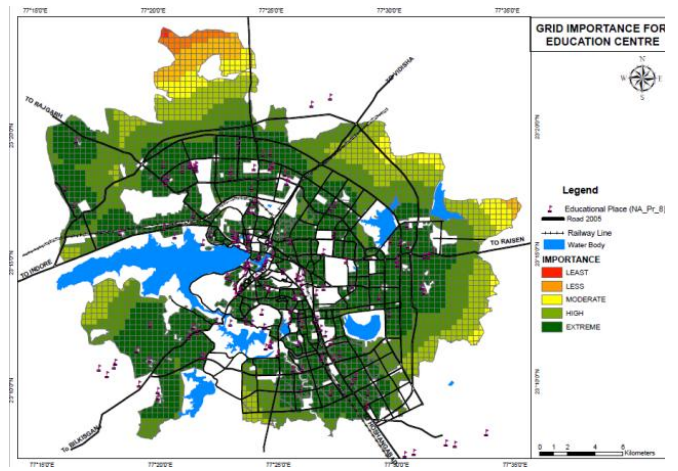 77°15'0"E 77°20'0"E 77°25'0"E 77°30'0"E 77°35'0"E
GRID IMPORTANCE FOR
EDUCATION CENTRE
N
W E
S
TO VIDISHA
TO RAJGARH
TO RAISEN
TO INDORE
Legend
Educational Place (NA_Pr_8)
Road 2005
Railway Line
Water Body
IMPORTANCE
LEAST
LESS
MODERATE
HIGH
EXTREME
0 1 2 4 6
Kilometers
77°15'0"E 77°20'0"E 77°25'0"E 77°30'0"E 77°35'0"E